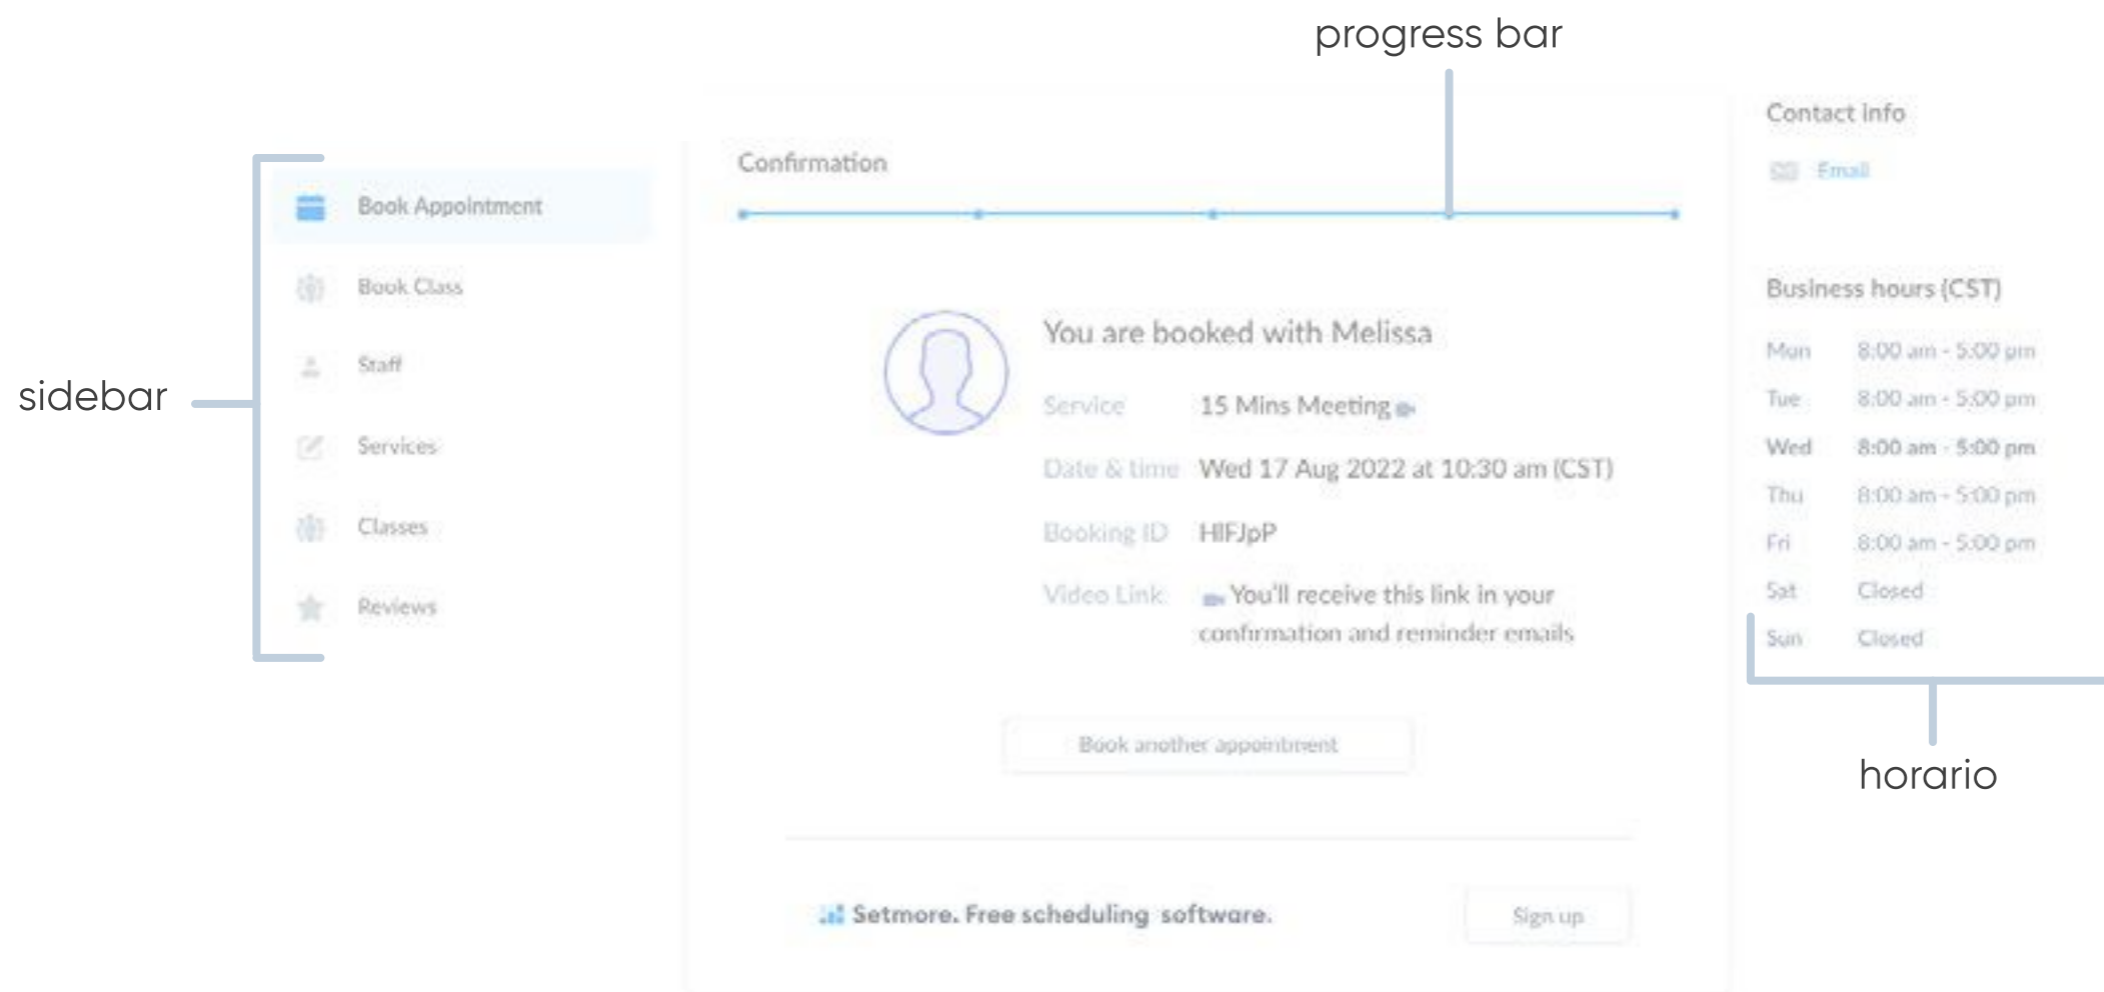 progress bar
sidebar
Book Appointment
Book Class
Staff
Services
Classes
Reviews
Confirmation
You are booked with Melissa
Service 15 Mins Meeting
Date & time Wed 17 Aug 2022 at 10:30 am (CST)
Booking ID HIFJpP
Video Link You'll receive this link in your
confirmation and reminder emails
Book another appointment
Setmore. Free scheduling software.
Sign up
Contact info
Email
Business hours (CST)
Mon 8:00 am - 5:00 pm
Tue 8:00 am - 5:00 pm
Wed 8:00 am - 5:00 pm
Thu 8:00 am - 5:00 pm
Fri 8:00 am - 5:00 pm
Sat Closed
Sun Closed
horario